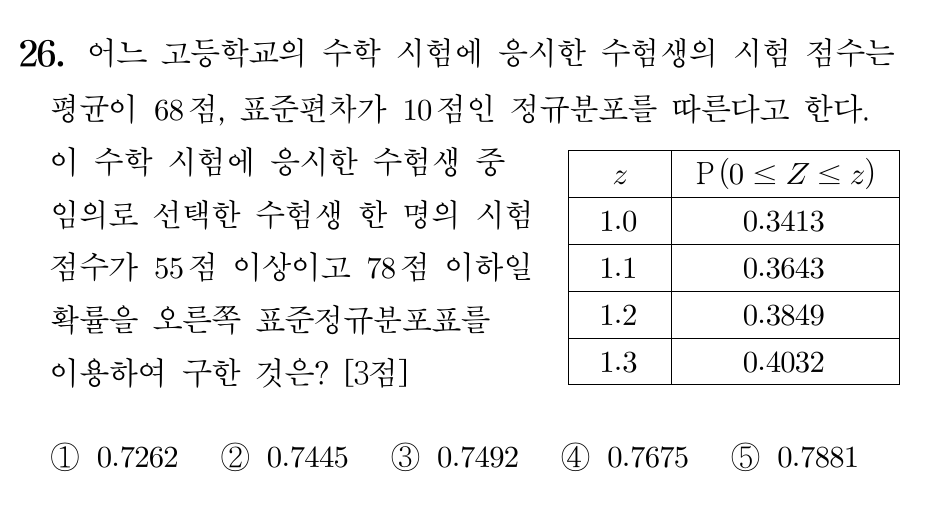 26. 어느 고등학교의 수학 시험에 응시한 수험생의 시험 점수는
평균이 68점, 표준편차가 10점인 정규분포를 따른다고 한다.
이 수학 시험에 응시한 수험생 중
임의로 선택한 수험생 한 명의 시험
점수가 55점 이상이고 78점 이하일
확률을 오른쪽 표준정규분포표를
이용하여 구한 것은? [3점]
z P(0 ≤ Z ≤ z)
1.0 0.3413
1.1 0.3643
1.2 0.3849
1.3 0.4032
① 0.7262 ② 0.7445 ③ 0.7492 ④ 0.7675 ⑤ 0.7881